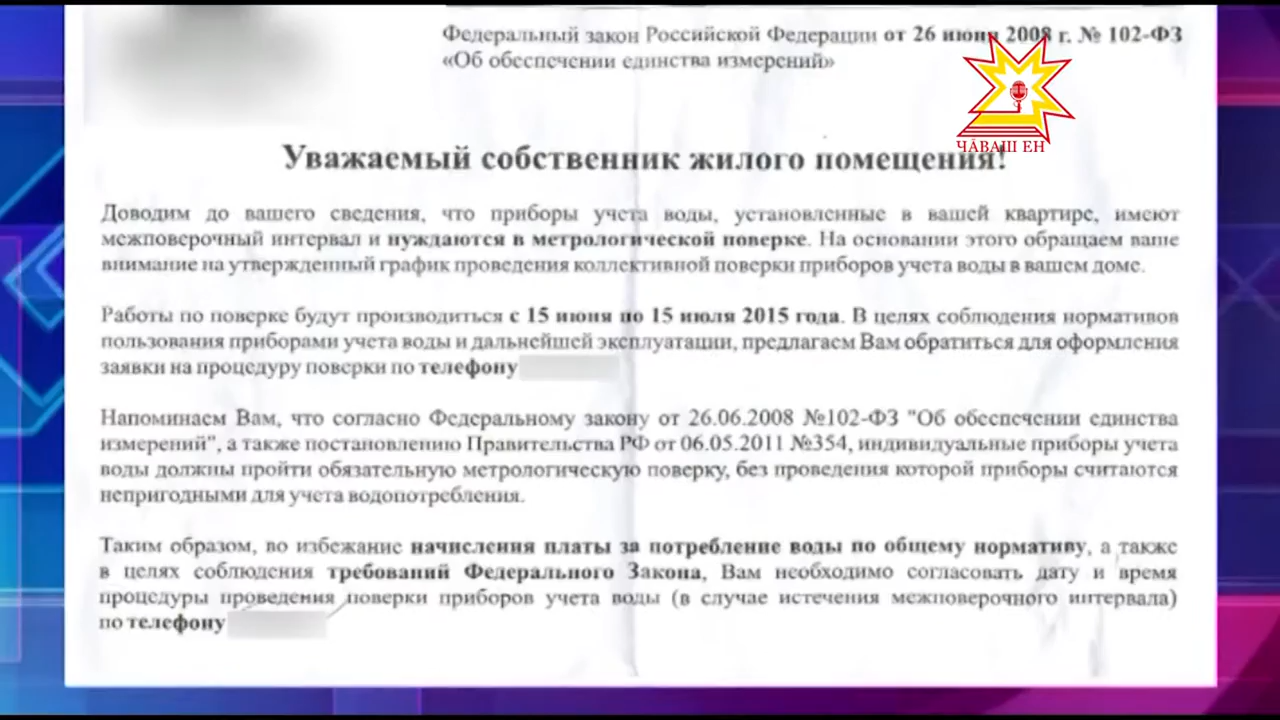 Федеральный закон Российской Федерации от 26 июня 2008 г. № 102-ФЗ
«Об обеспечении единства измерений»
ЧӐВАШ ЕН
Уважаемый собственник жилого помещения!
Доводим до вашего сведения, что приборы учета воды, установленные в вашей квартире, имеют
межповерочный интервал и нуждаются в метрологической поверке. На основании этого обращаем ваше
внимание на утвержденный график проведения коллективной поверки приборов учета воды в вашем доме.
Работы по поверке будут производиться с 15 июня по 15 июля 2015 года. В целях соблюдения нормативов
пользования приборами учета воды и дальнейшей эксплуатации, предлагаем Вам обратиться для оформления
заявки на процедуру поверки по телефону
Напоминаем Вам, что согласно Федеральному закону от 26.06.2008 №102-ФЗ "Об обеспечении единства
измерений", а также постановлению Правительства РФ от 06.05.2011 №354, индивидуальные приборы учета
воды должны пройти обязательную метрологическую поверку, без проведения которой приборы считаются
непригодными для учета водопотребления.
Таким образом, во избежание начисления платы за потребление воды по общему нормативу, а также
в целях соблюдения требований Федерального Закона, Вам необходимо согласовать дату и время
процедуры проведения поверки приборов учета воды (в случае истечения межповерочного интервала)
по телефону